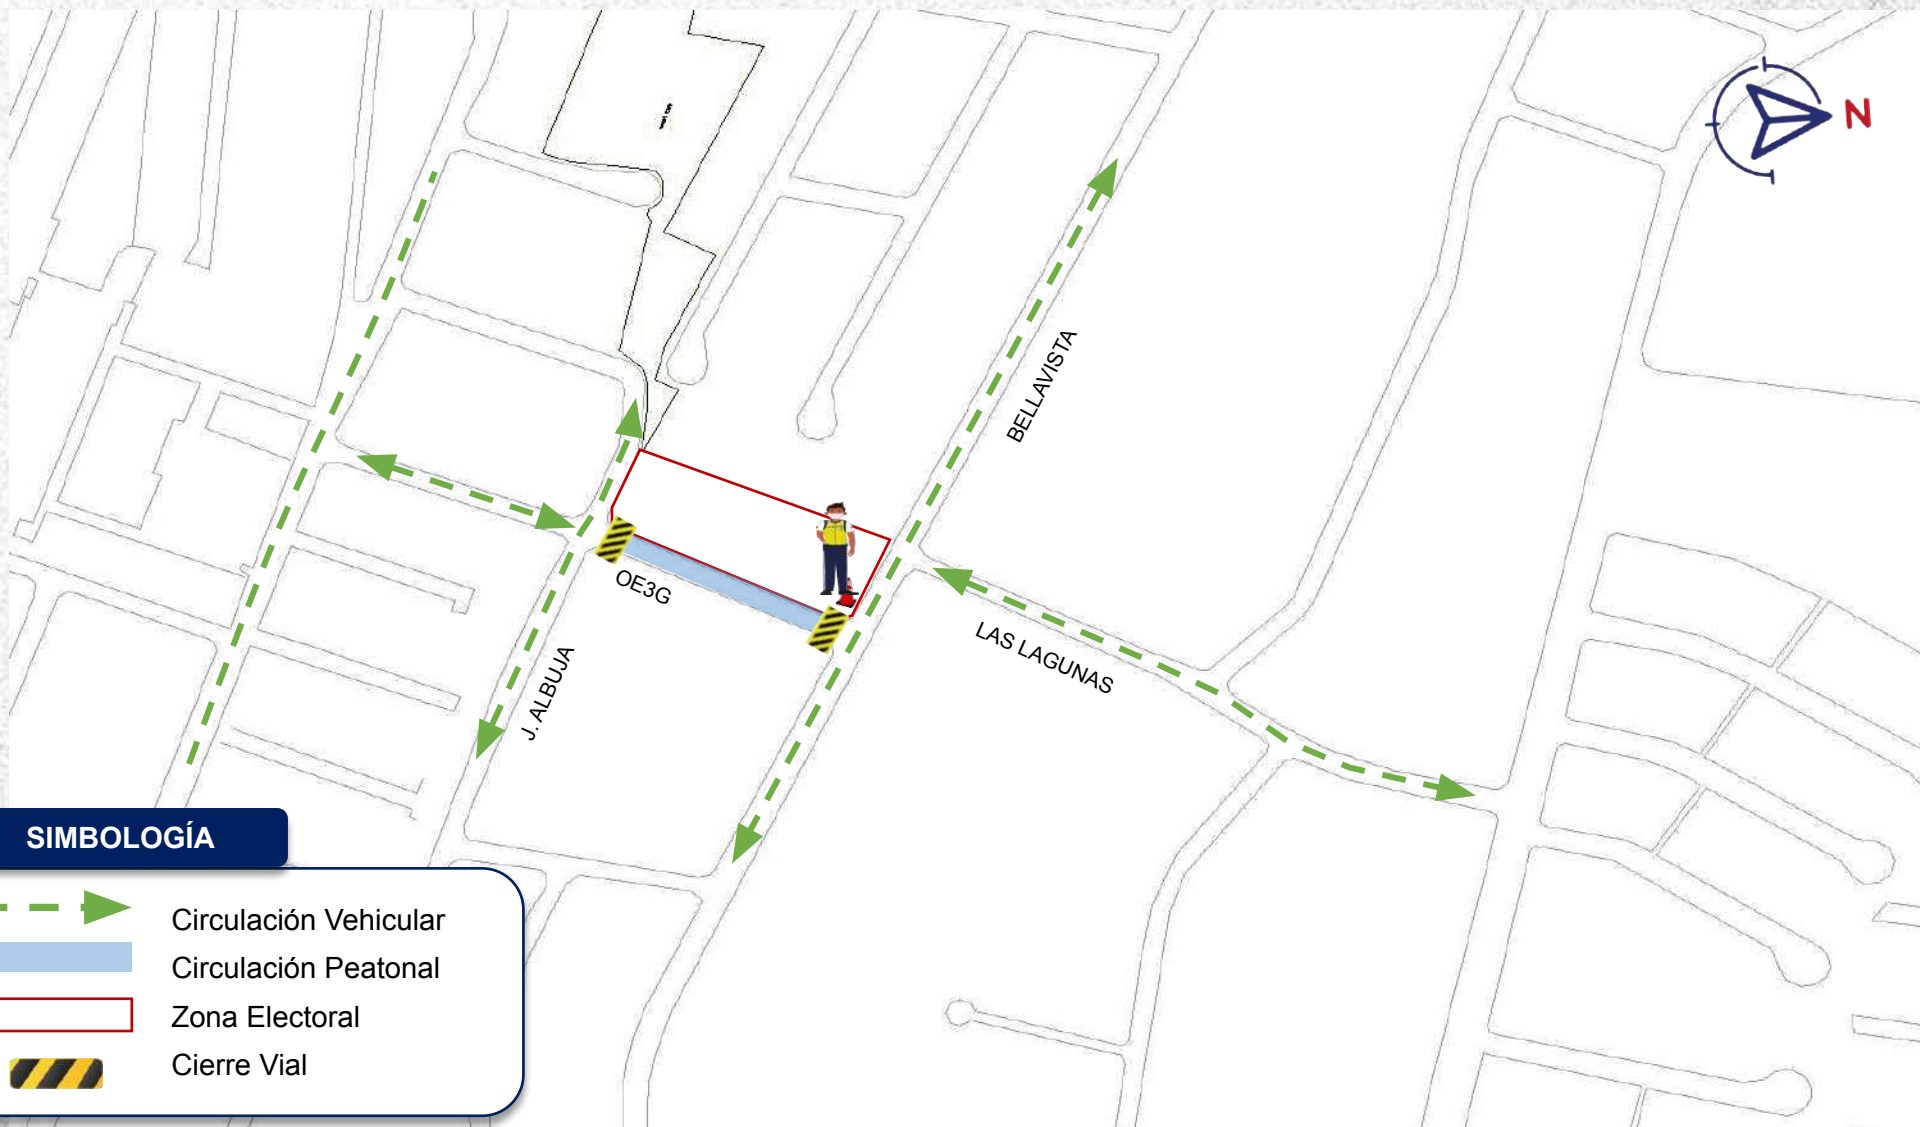 N
BELLAVISTA
OE3G
LAS LAGUNAS
J. ALBUJA
SIMBOLOGÍA
Circulación Vehicular
Circulación Peatonal
Zona Electoral
Cierre Vial